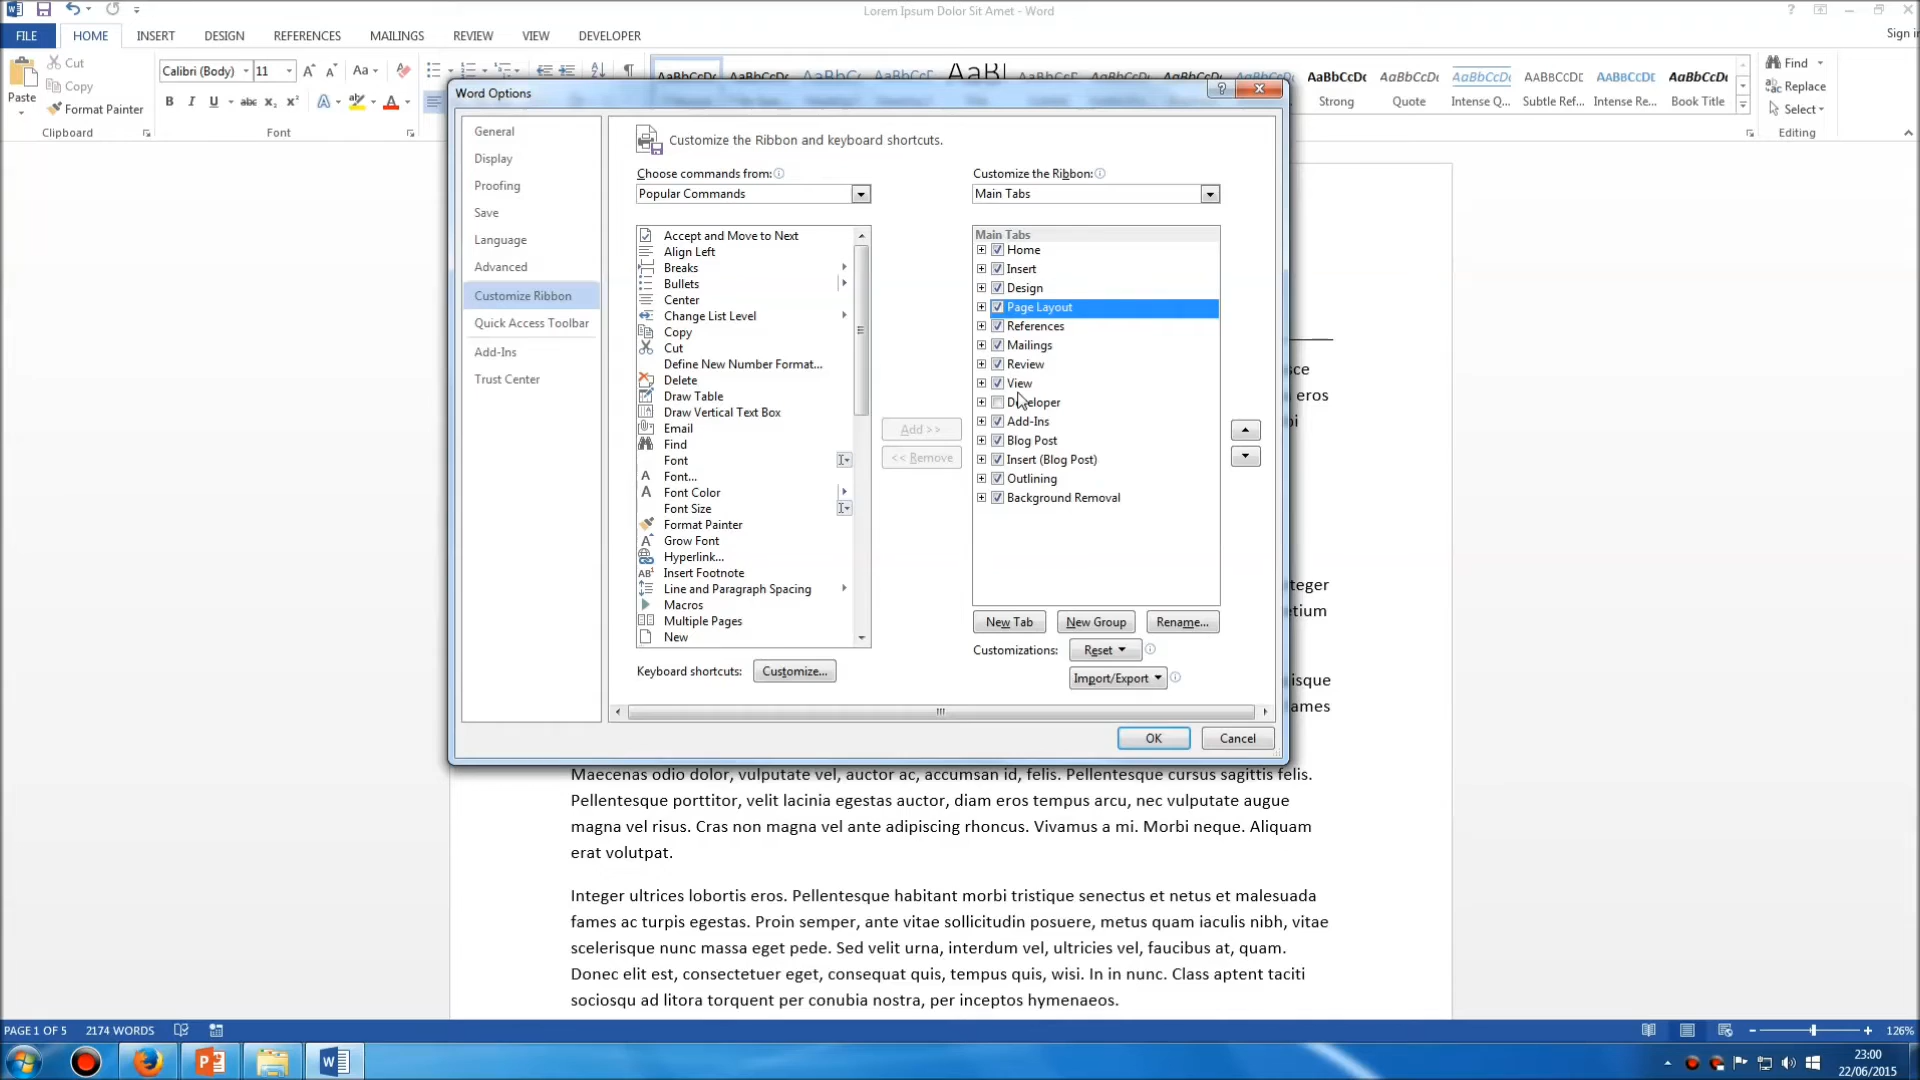 Lorem Ipsum Dolor Sit Amet - Word
FILE HOME INSERT DESIGN REFERENCES MAILINGS REVIEW VIEW DEVELOPER
Cut
Copy
Format Painter
Paste
Clipboard
Calibri (Body) 11 Aa
B I U abc X₂ X² A A
Font
AaBbCcDc AaBbCcDc AABBCCDC AABBCCDC AaBbCcDc
Strong Quote Intense Q... Subtle Ref... Intense Re... Book Title
Find
Replace
Select
Editing
Word Options
General
Display
Proofing
Save
Language
Advanced
Customize Ribbon
Quick Access Toolbar
Add-Ins
Trust Center
Customize the Ribbon and keyboard shortcuts.
Choose commands from:
Popular Commands
Accept and Move to Next
Align Left
Breaks
Bullets
Center
Change List Level
Copy
Cut
Define New Number Format...
Delete
Draw Table
Draw Vertical Text Box
Email
Find
Font
Font...
Font Color
Font Size
Format Painter
Grow Font
Hyperlink...
Insert Footnote
Line and Paragraph Spacing
Macros
Multiple Pages
New
Keyboard shortcuts: Customize...
Add >>
<< Remove
Customize the Ribbon:
Main Tabs
Main Tabs
Home
Insert
Design
Page Layout
References
Mailings
Review
View
Developer
Add-Ins
Blog Post
Insert (Blog Post)
Outlining
Background Removal
New Tab New Group Rename...
Customizations: Reset
Import/Export
OK Cancel
Maecenas odio dolor, vulputate vel, auctor ac, accumsan id, felis. Pellentesque cursus sagittis felis.
Pellentesque porttitor, velit lacinia egestas auctor, diam eros tempus arcu, nec vulputate augue
magna vel risus. Cras non magna vel ante adipiscing rhoncus. Vivamus a mi. Morbi neque. Aliquam
erat volutpat.
Integer ultrices lobortis eros. Pellentesque habitant morbi tristique senectus et netus et malesuada
fames ac turpis egestas. Proin semper, ante vitae sollicitudin posuere, metus quam iaculis nibh, vitae
scelerisque nunc massa eget pede. Sed velit urna, interdum vel, ultricies vel, faucibus at, quam.
Donec elit est, consectetuer eget, consequat quis, tempus quis, wisi. In in nunc. Class aptent taciti
sociosqu ad litora torquent per conubia nostra, per inceptos hymenaeos.
PAGE 1 OF 5 2174 WORDS 126%
23:00
22/06/2015